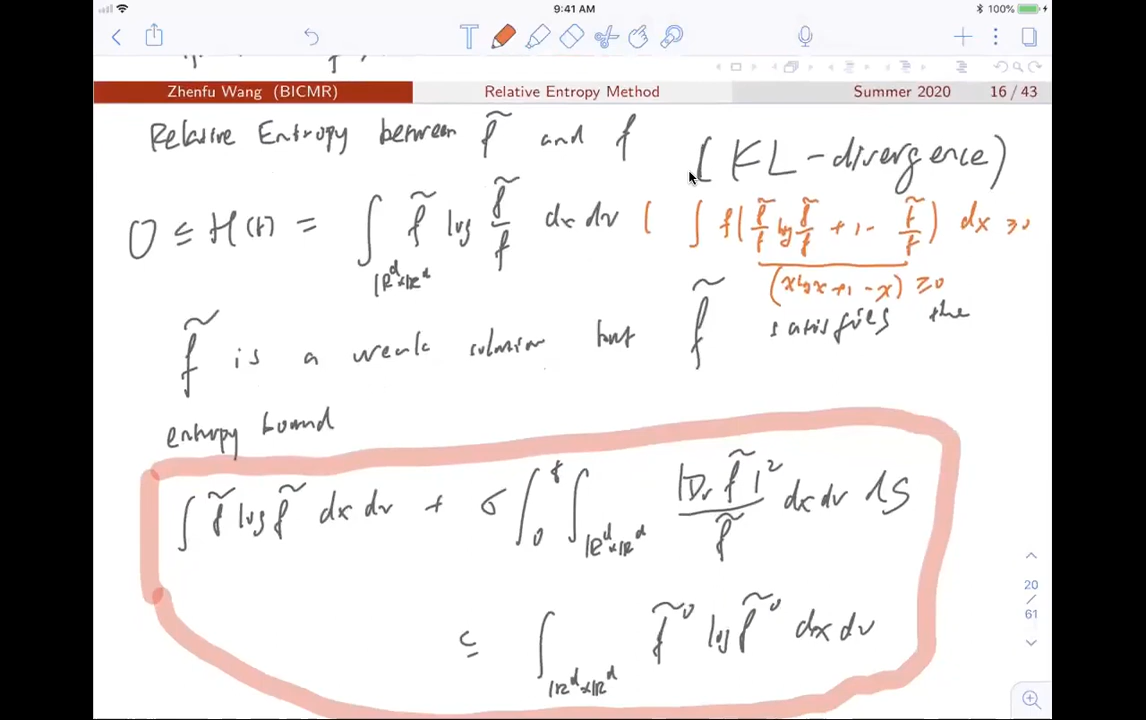 9:41 AM
100%
Zhenfu Wang (BICMR) Relative Entropy Method Summer 2020 16 / 43
Relative Entropy between f̃ and f (KL-divergence)
0 ≤ H(t) = ∫_{ℝ^d×ℝ^d} f̃ log f̃/f dx dv ( ∫ f( f̃/f log f̃/f + 1 - f̃/f ) dx ≥0
(x log x +1 -x) ≥0
f̃ is a weak solution but f̃ satisfies the
entropy bound
∫ f̃ log f̃ dx dv + σ ∫_0^t ∫_{ℝ^d×ℝ^d} |∇_v f̃|²/f̃ dx dv ds
≤ ∫_{ℝ^d×ℝ^d} f̃^0 log f̃^0 dx dv
20
/
61